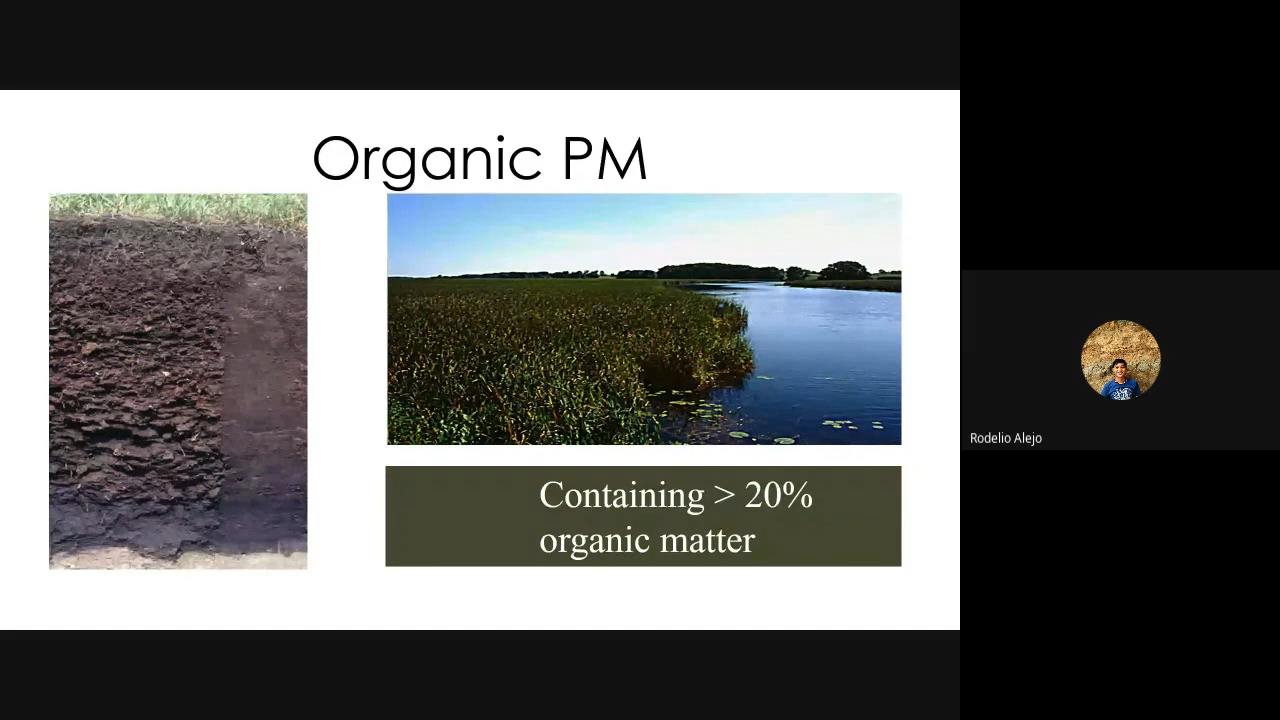 Organic PM
Containing > 20%
organic matter
Rodelio Alejo